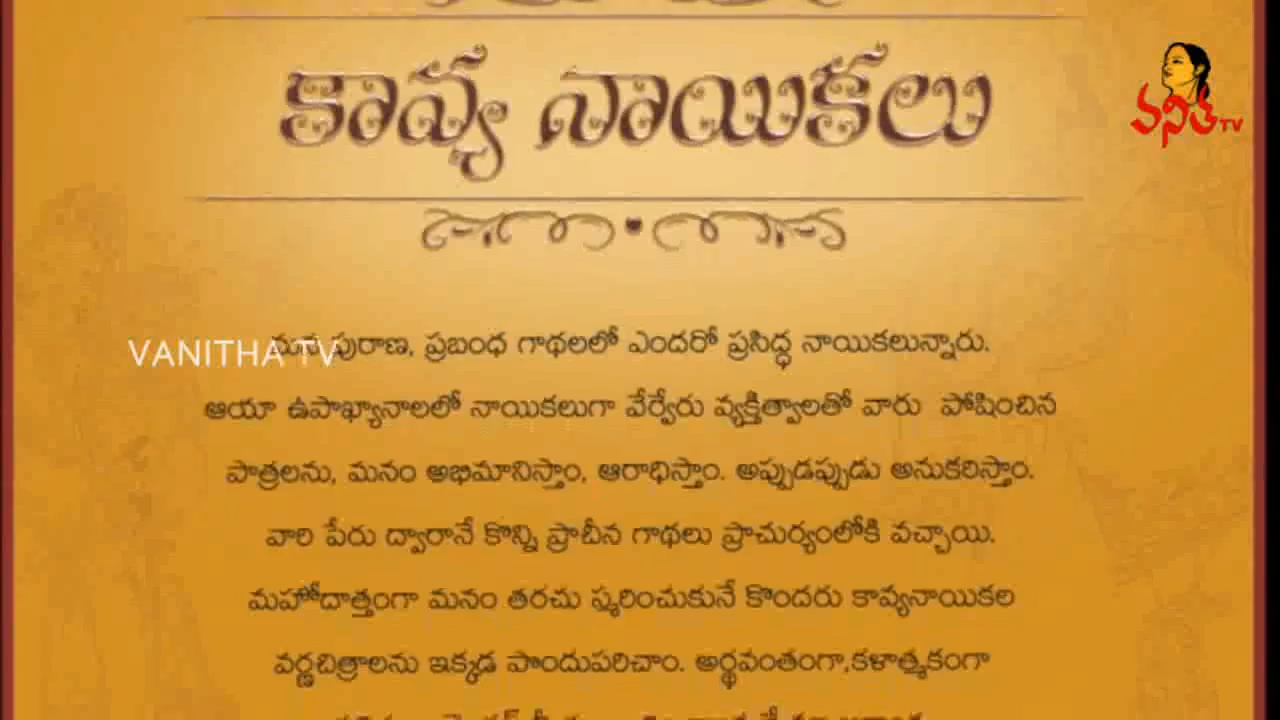 కావ్య నాయికలు
వనిత TV
VANITHA TV
మన పురాణ, ప్రబంధ గాథలలో ఎందరో ప్రసిద్ధ నాయికలున్నారు.
ఆయా ఉపాఖ్యానాలలో నాయికలుగా వేర్వేరు వ్యక్తిత్వాలతో వారు పోషించిన
పాత్రలను, మనం అభిమానిస్తాం, ఆరాధిస్తాం. అప్పుడప్పుడు అనుకరిస్తాం.
వారి పేరు ద్వారానే కొన్ని ప్రాచీన గాథలు ప్రాచుర్యంలోకి వచ్చాయి.
మహోదాత్తంగా మనం తరచు స్మరించుకునే కొందరు కావ్యనాయికల
వర్ణచిత్రాలను ఇక్కడ పొందుపరిచాం. అర్థవంతంగా,కళాత్మకంగా